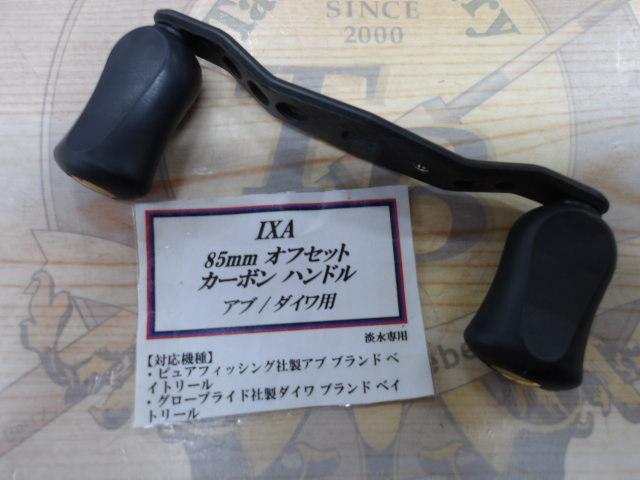 SINCE
2000
IXA
85mm オフセット
カーボン ハンドル
アブ / ダイワ用
淡水専用
【対応機種】
・ピュアフィッシング社製アブ ブランド ベ
イトリール
・グローブライド社製ダイワ ブランド ベイ
トリール